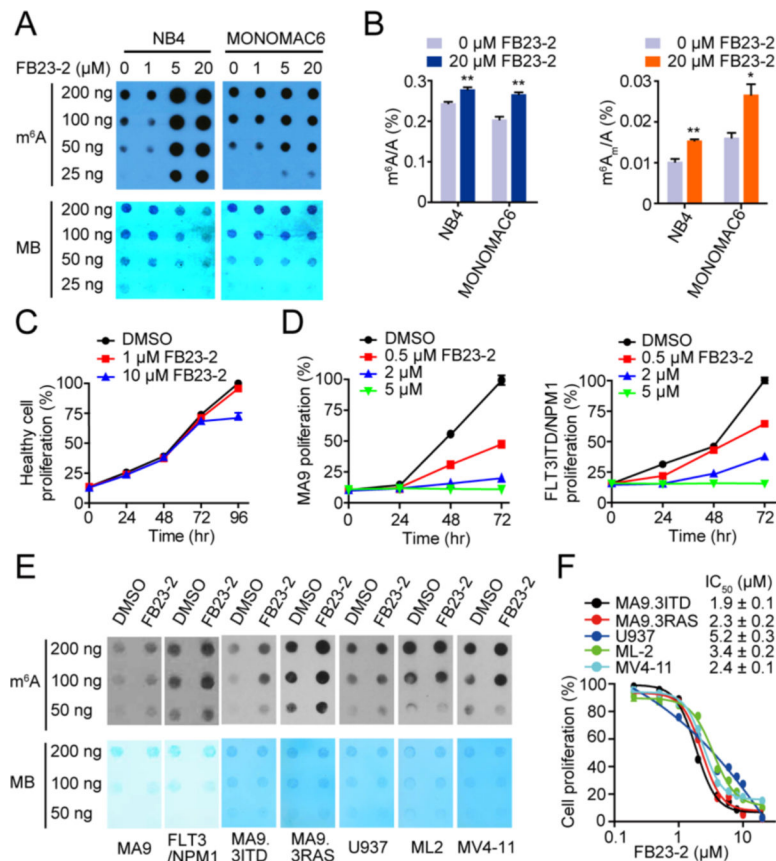 A
NB4 MONOMAC6
FB23-2 (μM) 0 1 5 20 0 1 5 20
200 ng
100 ng
m⁶A
50 ng
25 ng
200 ng
100 ng
MB
50 ng
25 ng
B
0 μM FB23-2
20 μM FB23-2
m⁶A/A (%)
0.3
0.2
0.1
0.0
** **
NB4
MONOMAC6
0 μM FB23-2
20 μM FB23-2
m⁶Aₘ/A (%)
0.03
0.02
0.01
0.00
** *
NB4
MONOMAC6
C
DMSO
1 μM FB23-2
10 μM FB23-2
Healthy cell
proliferation (%)
100
75
50
25
0
0 24 48 72 96
Time (hr)
D
DMSO
0.5 μM FB23-2
2 μM
5 μM
MA9 poliferation (%)
100
75
50
25
0
0 24 48 72
Time (hr)
DMSO
0.5 μM FB23-2
2 μM
5 μM
FLT3ITD/NPM1
proliferation (%)
100
75
50
25
0
0 24 48 72
Time (hr)
E
DMSO FB23-2 DMSO FB23-2 DMSO FB23-2 DMSO FB23-2 DMSO FB23-2 DMSO FB23-2 DMSO FB23-2
200 ng
m⁶A 100 ng
50 ng
200 ng
MB 100 ng
50 ng
MA9 FLT3 /NPM1 MA9. 3ITD MA9. 3RAS U937 ML2 MV4-11
F
IC₅₀ (μM)
MA9.3ITD 1.9 ± 0.1
MA9.3RAS 2.3 ± 0.2
U937 5.2 ± 0.3
ML-2 3.4 ± 0.2
MV4-11 2.4 ± 0.1
Cell proliferation (%)
100
80
60
40
20
0
0.1 1 10
FB23-2 (μM)